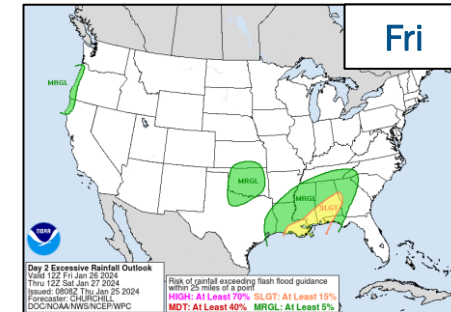 Fri
MRGL
MRGL
MRGL
SLGT
NOAA
Day 2 Excessive Rainfall Outlook
Valid 12Z Fri Jan 26 2024
Thru 12Z Sat Jan 27 2024
Issued: 0808Z Thu Jan 25 2024
Forecaster: CHURCHILL
DOC/NOAA/NWS/NCEP/WPC
Risk of rainfall exceeding flash flood guidance
within 25 miles of a point
HIGH: At Least 70% SLGT: At Least 15%
MDT: At Least 40% MRGL: At Least 5%